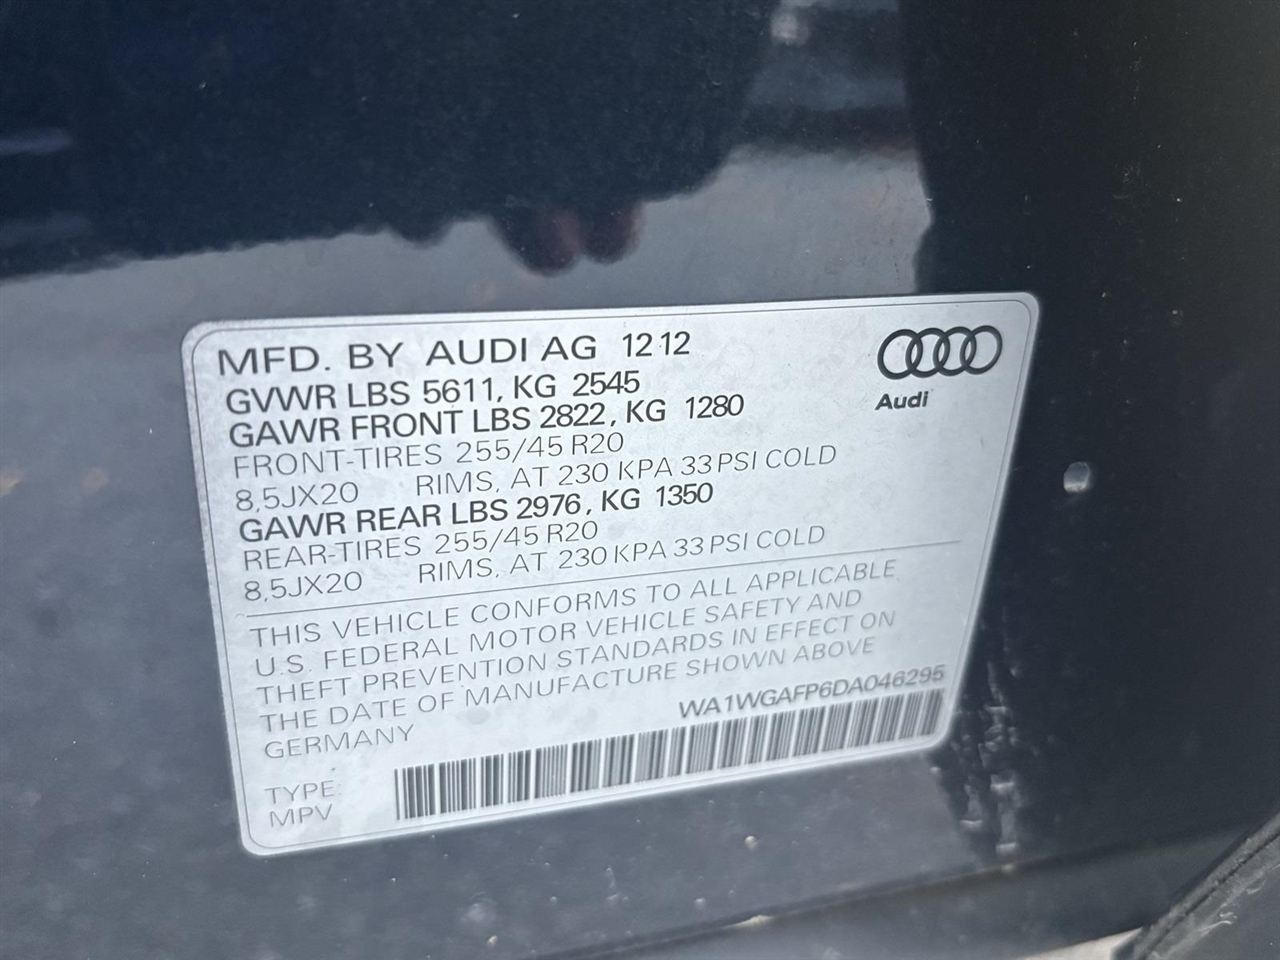 MFD. BY AUDI AG 12 12
GVWR LBS 5611, KG 2545
GAWR FRONT LBS 2822, KG 1280
FRONT-TIRES 255/45 R20
8,5JX20 RIMS, AT 230 KPA 33 PSI COLD
GAWR REAR LBS 2976, KG 1350
REAR-TIRES 255/45 R20
8,5JX20 RIMS, AT 230 KPA 33 PSI COLD
Audi
THIS VEHICLE CONFORMS TO ALL APPLICABLE
U.S. FEDERAL MOTOR VEHICLE SAFETY AND
THEFT PREVENTION STANDARDS IN EFFECT ON
THE DATE OF MANUFACTURE SHOWN ABOVE
GERMANY
WA1WGAFP6DA046295
TYPE:
MPV